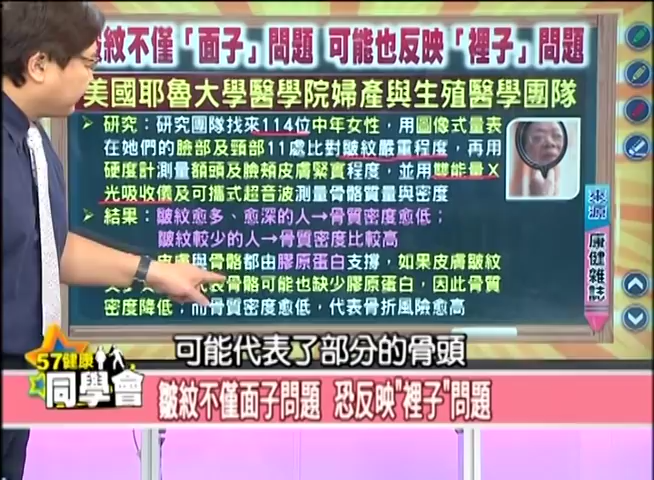 皺紋不僅「面子」問題 可能也反映「裡子」問題
美國耶魯大學醫學院婦產與生殖醫學團隊
研究：研究團隊找來114位中年女性，用圖像式量表
在她們的臉部及頸部11處比對皺紋嚴重程度，再用
硬度計測量額頭及臉頰皮膚緊實程度，並用雙能量X
光吸收儀及可攜式超音波測量骨骼質量與密度
結果：皺紋愈多、愈深的人→骨質密度愈低；
皺紋較少的人→骨質密度比較高
皮膚與骨骼都由膠原蛋白支撐，如果皮膚皺紋
代表骨骼可能也缺少膠原蛋白，因此骨質
密度降低，而骨質密度愈低，代表骨折風險愈高
來源
康健雜誌
可能代表了部分的骨頭
57健康
同學會
皺紋不僅面子問題 恐反映"裡子"問題